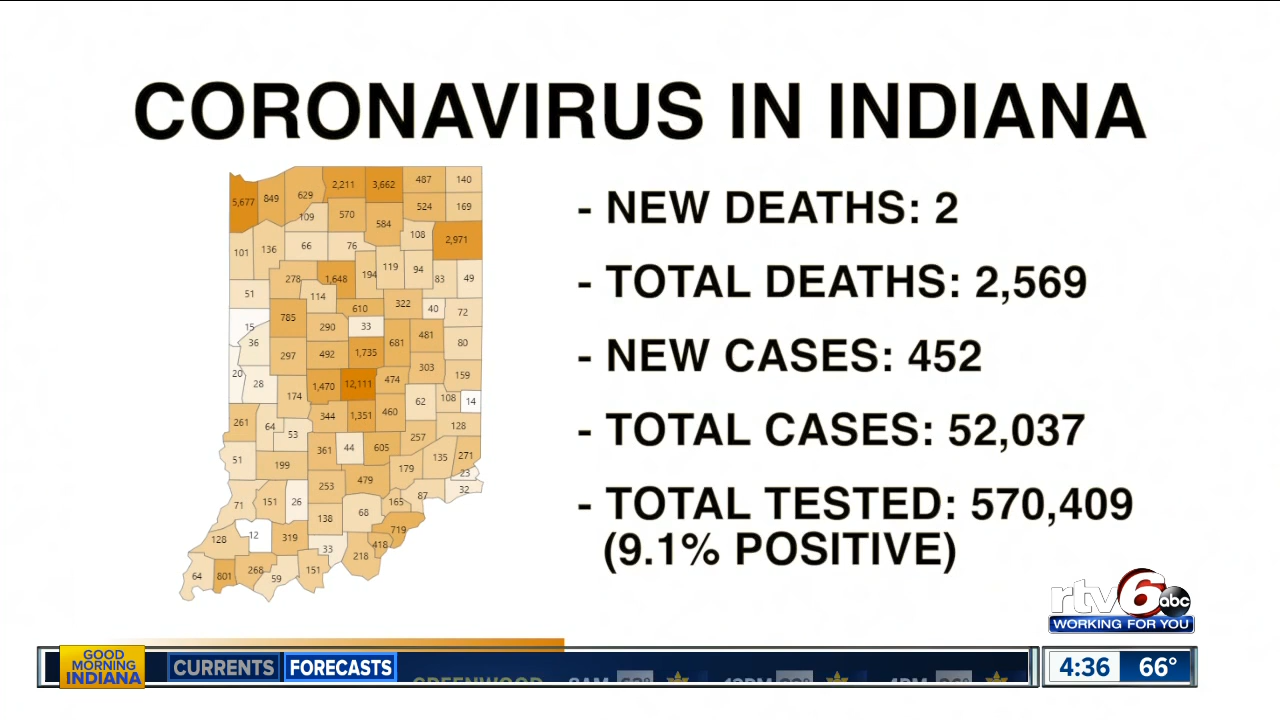 CORONAVIRUS IN INDIANA
2,211 3,662 487 140
5,677 849 629
524 169
109 570 584
108 2,971
101 136 66 76
278 1,648 194 119 94 83 49
51 114
610 322 40 72
15 785 290 33
36 297 492 1,735 681 481 80
20 28 174 1,470 12,111 474 303 159
62 108 14
261 64 53 344 1,351 460
128
51 199 361 44 605 257
179 135 271
23
71 151 26 253 479
165 87 32
128 12 319 138 68
719
33 218 418
64 801 268 59 151
- NEW DEATHS: 2
- TOTAL DEATHS: 2,569
- NEW CASES: 452
- TOTAL CASES: 52,037
- TOTAL TESTED: 570,409
(9.1% POSITIVE)
rtv6 abc
WORKING FOR YOU
GOOD
MORNING
INDIANA
CURRENTS FORECASTS
4:36 66°